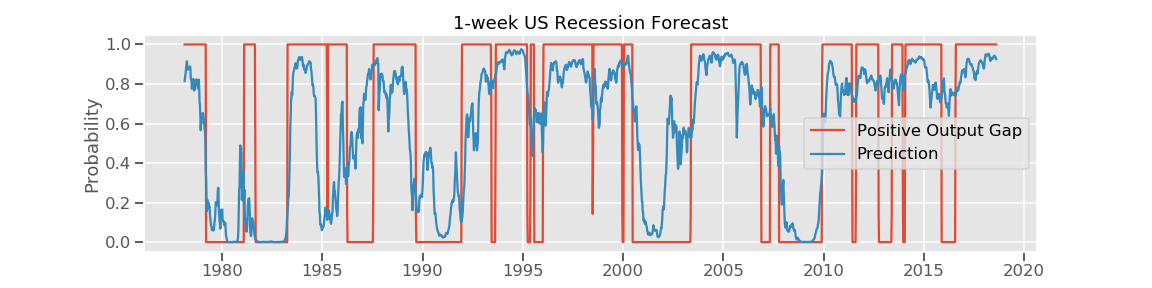 1-week US Recession Forecast
Probability
1.0
0.8
0.6
0.4
0.2
0.0
Positive Output Gap
Prediction
1980 1985 1990 1995 2000 2005 2010 2015 2020